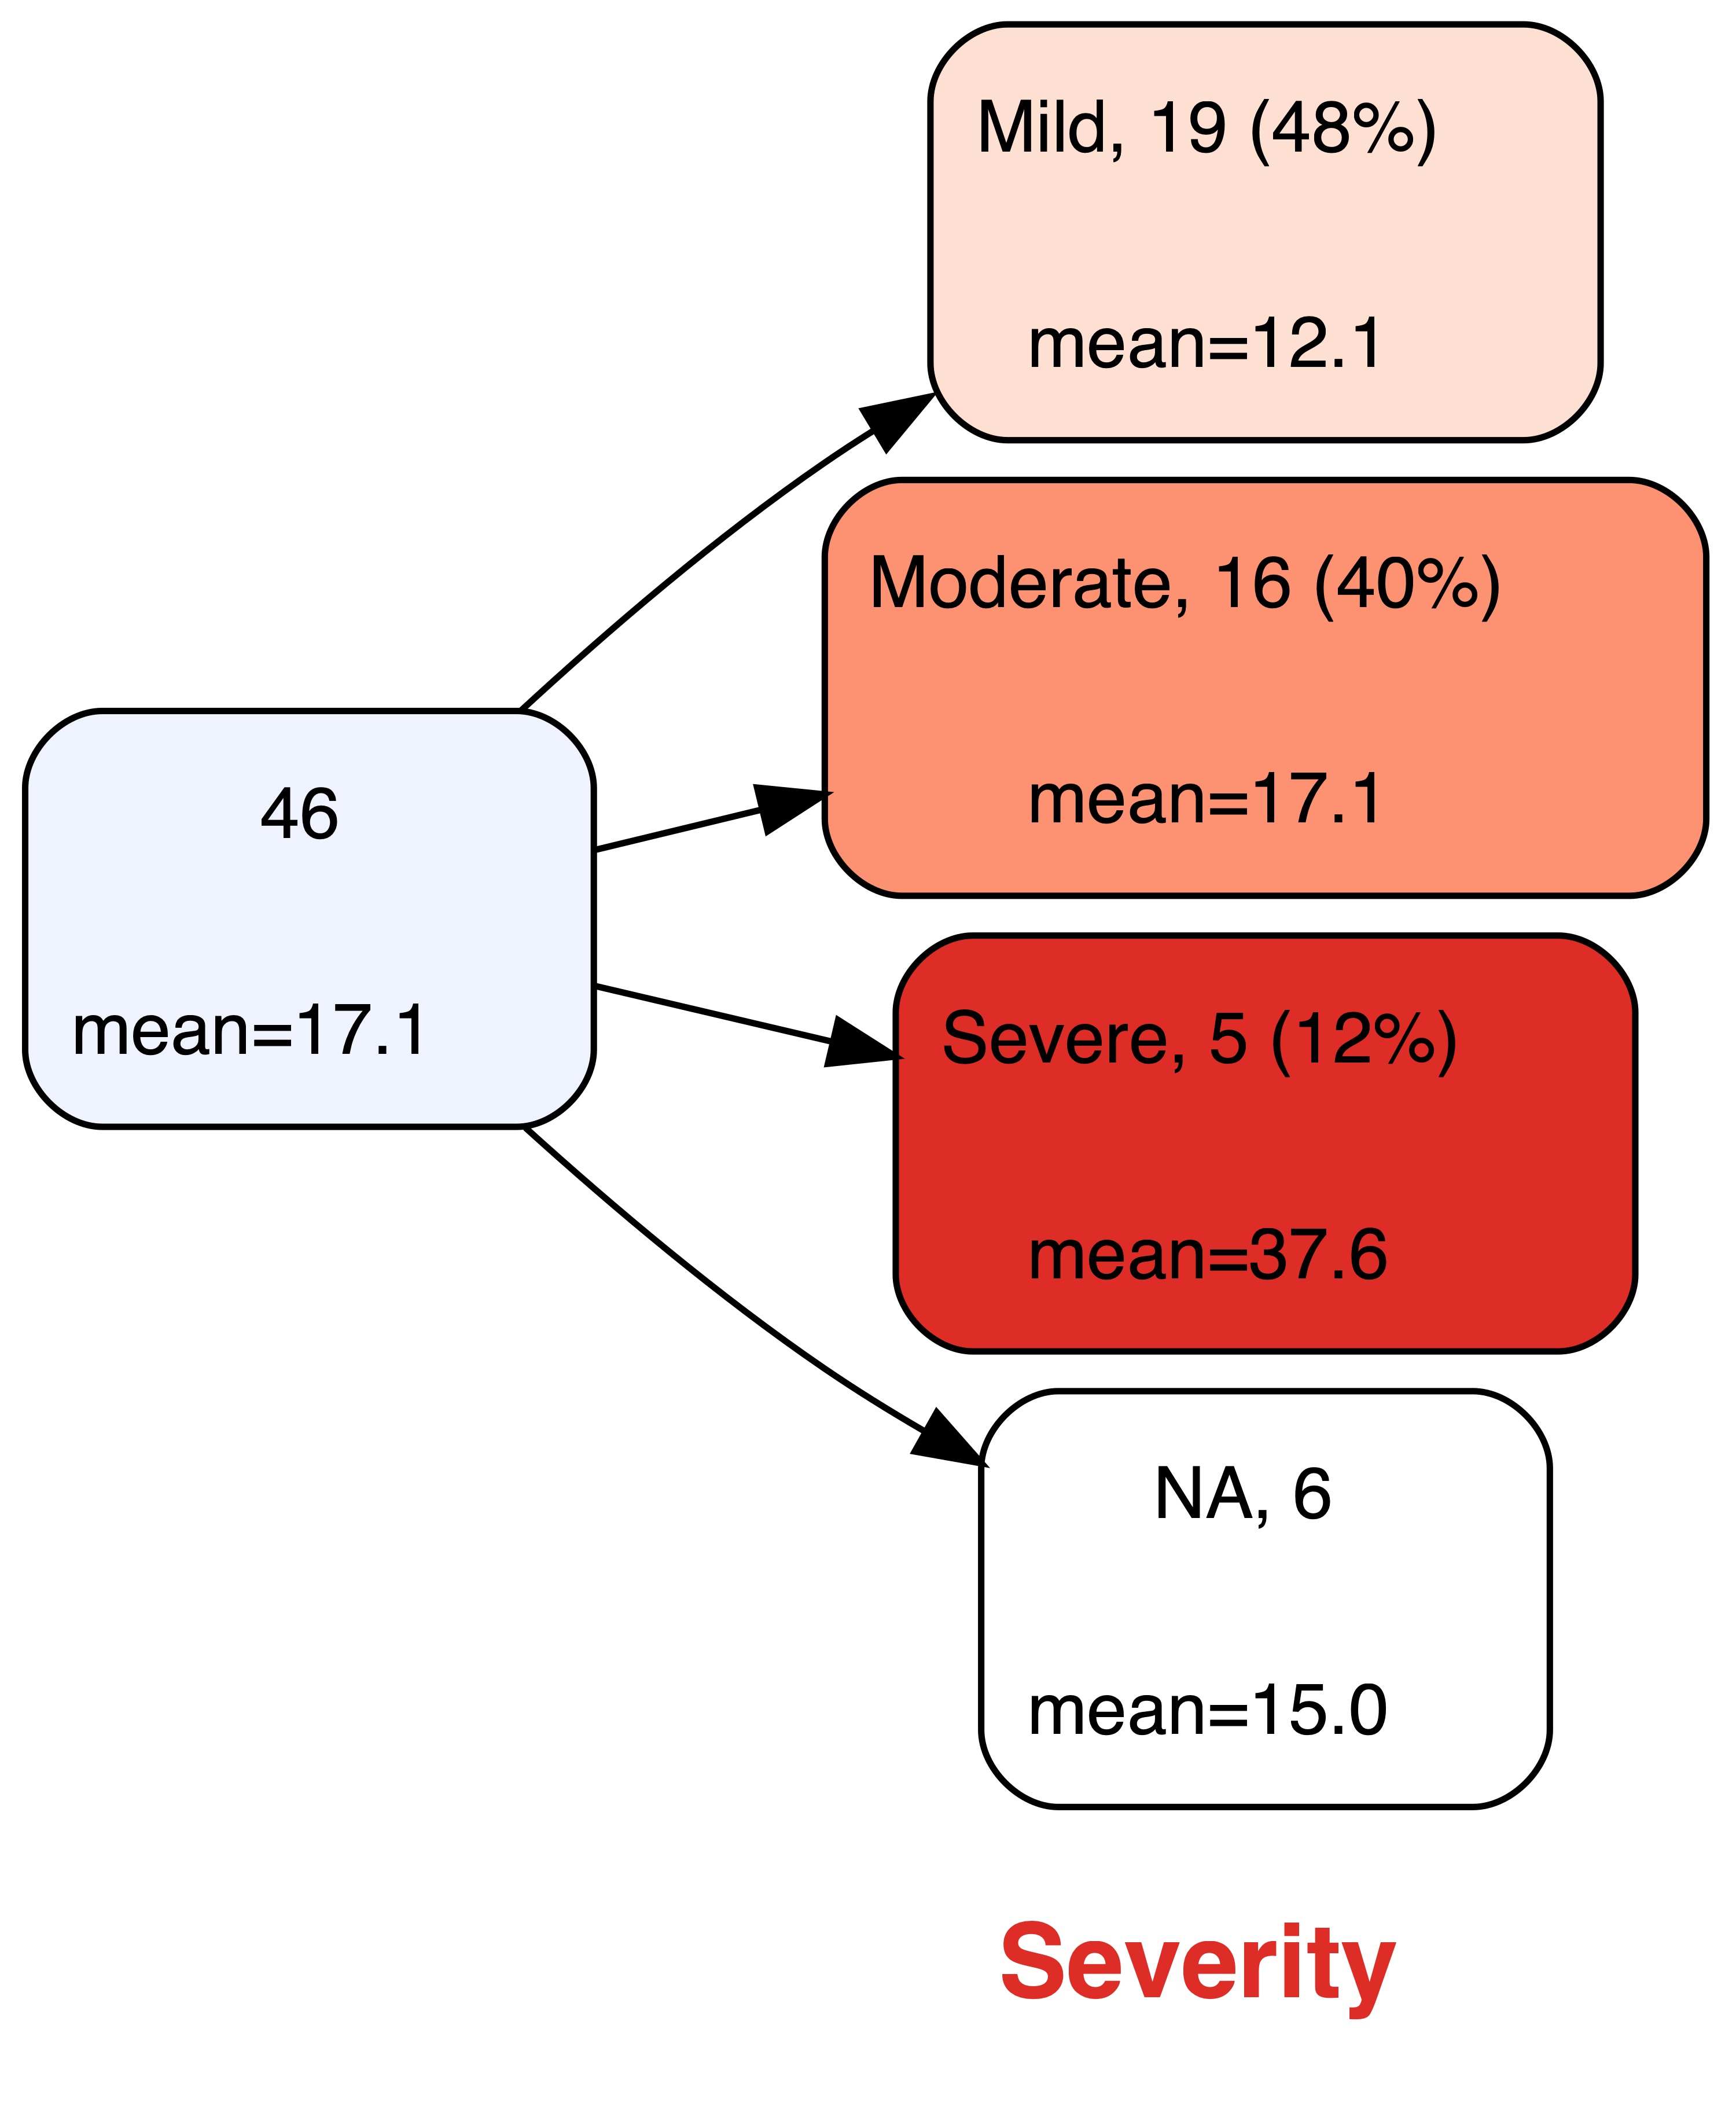 46
mean=17.1
Mild, 19 (48%)
mean=12.1
Moderate, 16 (40%)
mean=17.1
Severe, 5 (12%)
mean=37.6
NA, 6
mean=15.0
Severity